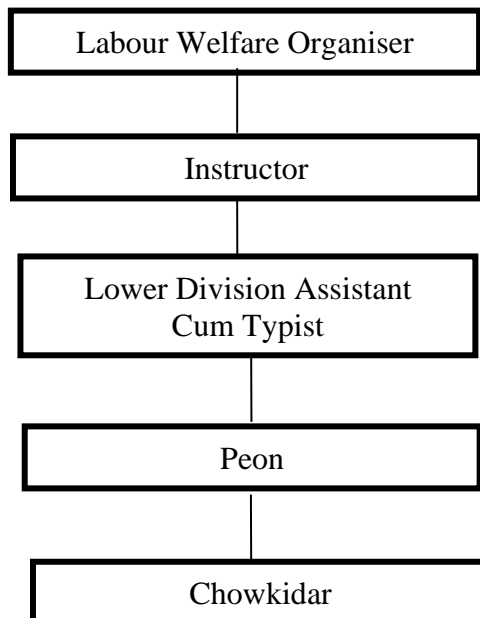 Labour Welfare Organiser
Instructor
Lower Division Assistant
Cum Typist
Peon
Chowkidar